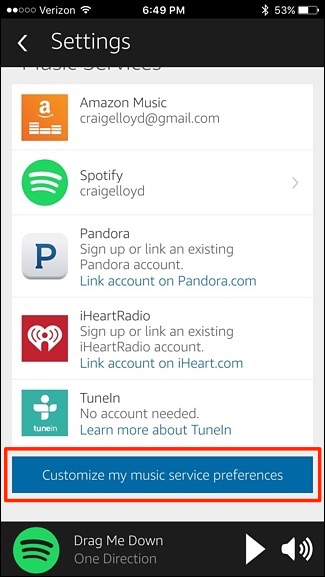 Verizon 6:49 PM 53%
Settings
Music Services
amazon
Amazon Music
craigelloyd@gmail.com
Spotify
craigelloyd
P
Pandora
Sign up or link an existing
Pandora account.
Link account on Pandora.com
iHeartRadio
Sign up or link an existing
iHeartRadio account.
Link account on iHeart.com
tunein
TuneIn
No account needed.
Learn more about TuneIn
Customize my music service preferences
Drag Me Down
One Direction